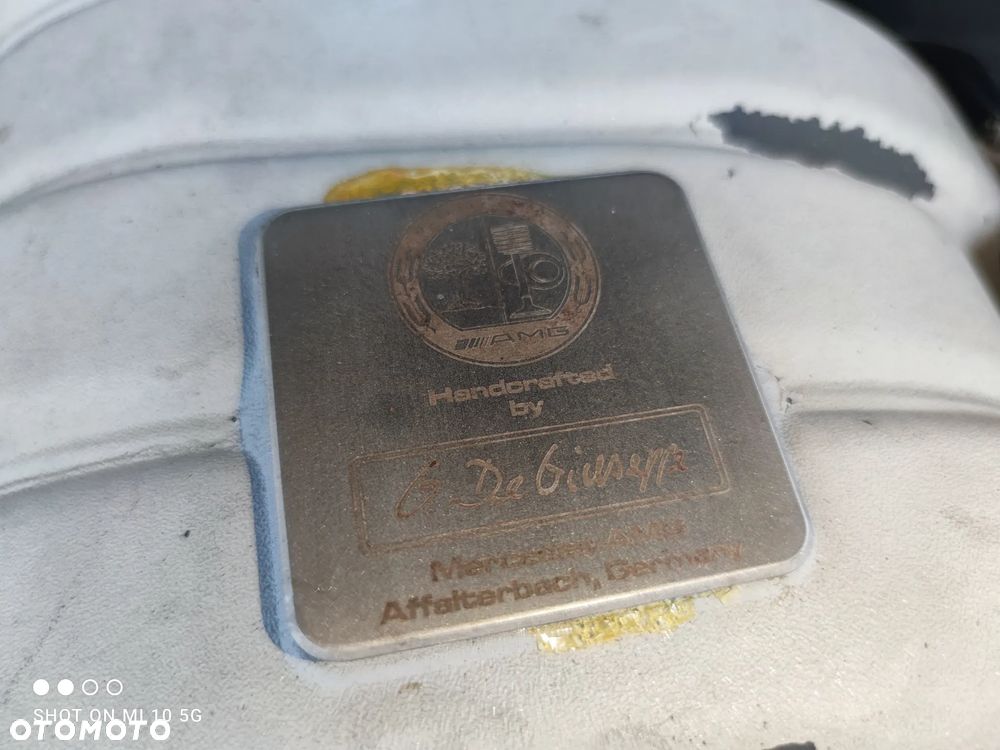 AMG
Handcrafted
by
G. De Giuseppe
Mercedes-AMG
Affalterbach, Germany
SHOT ON MI 10 5G
OTOMOTO